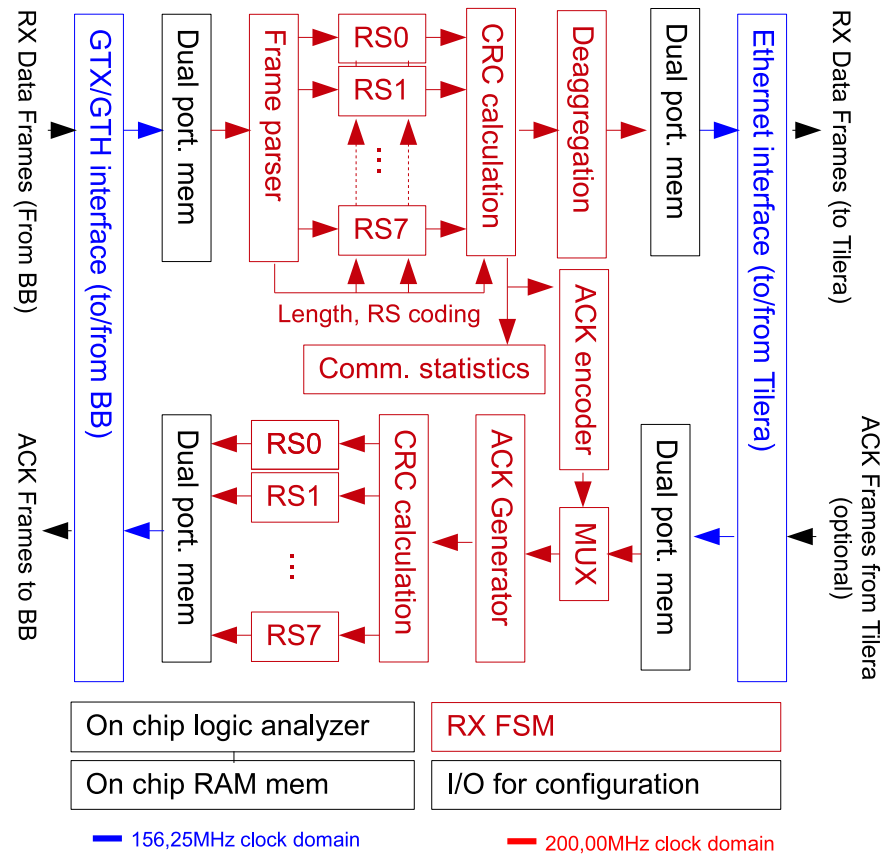 RX Data Frames (From BB)
GTX/GTH interface (to/from BB)
Dual port. mem
Frame parser
RS0
RS1
...
RS7
CRC calculation
Deaggregation
Dual port. mem
Ethernet interface (to/from Tilera)
RX Data Frames (to Tilera)
Length, RS coding
Comm. statistics
ACK encoder
ACK Frames to BB
Dual port. mem
RS0
RS1
...
RS7
CRC calculation
ACK Generator
MUX
Dual port. mem
ACK Frames from Tilera
(optional)
On chip logic analyzer
RX FSM
On chip RAM mem
I/O for configuration
156,25MHz clock domain
200,00MHz clock domain